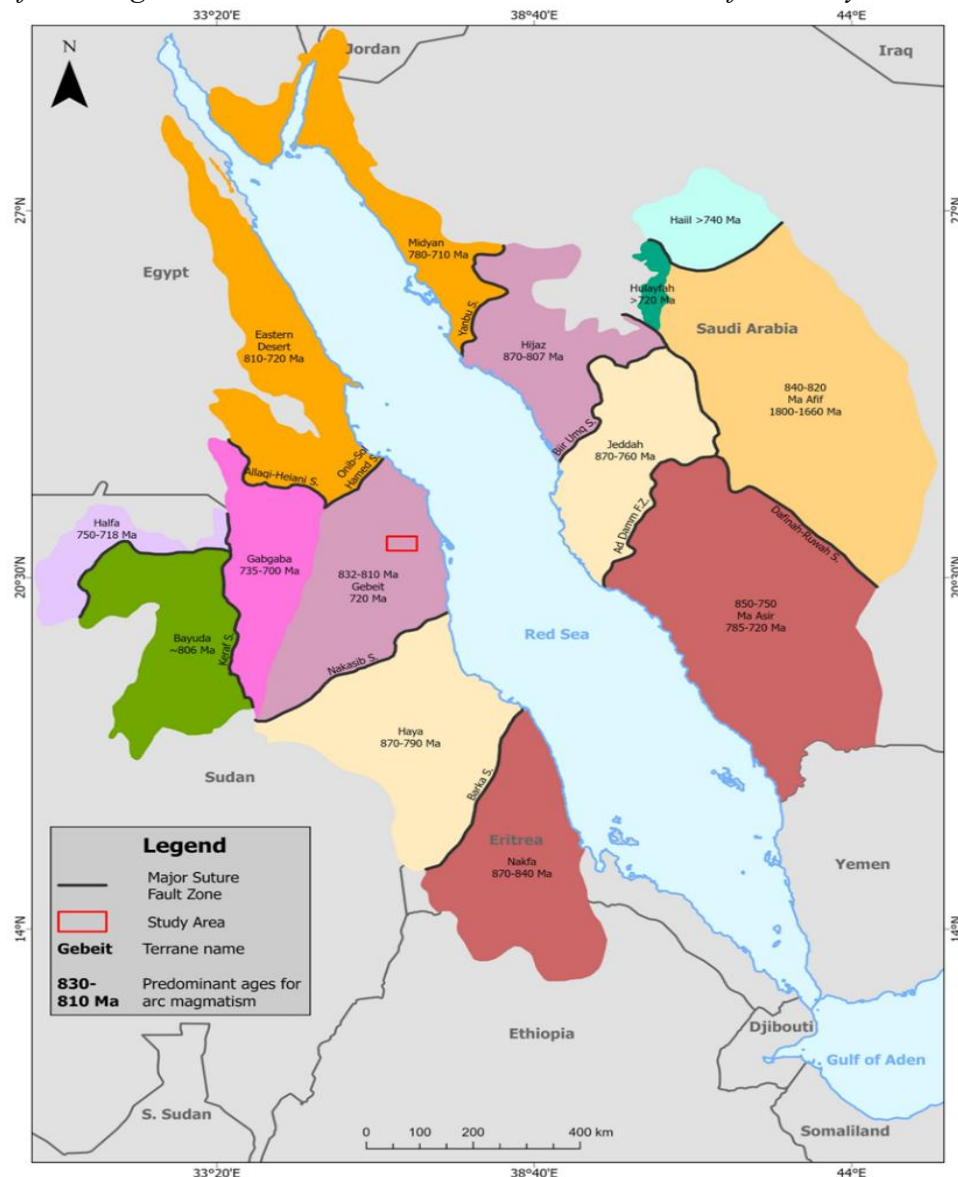 33°20'E
38°40'E
44°E
N
Jordan
Iraq
27°N
27°N
Haiil >740 Ma
Midyan
780-710 Ma
Egypt
Hulayfah
>720 Ma
Yanbu S.
Saudi Arabia
Eastern
Desert
810-720 Ma
Hijaz
870-807 Ma
840-820
Ma Afif
1800-1660 Ma
Jeddah
870-760 Ma
Bir Umq S.
Onib-Sol
Hamed S.
Allaqi-Heiani S.
Ad Damm F.Z.
Dafinah-Ruwah S.
Halfa
750-718 Ma
Gabgaba
735-700 Ma
832-810 Ma
Gebeit
720 Ma
20°30'N
20°30'N
850-750
Ma Asir
785-720 Ma
Red Sea
Bayuda
~806 Ma
Keraf S.
Nakasib S.
Haya
870-790 Ma
Sudan
Barka S.
Eritrea
Nakfa
870-840 Ma
Yemen
Legend
Major Suture
Fault Zone
Study Area
Gebeit
Terrane name
830-
810 Ma
Predominant ages for
arc magmatism
14°N
14°N
Ethiopia
Djibouti
Gulf of Aden
S. Sudan
Somaliland
0 100 200 400 km
33°20'E
38°40'E
44°E